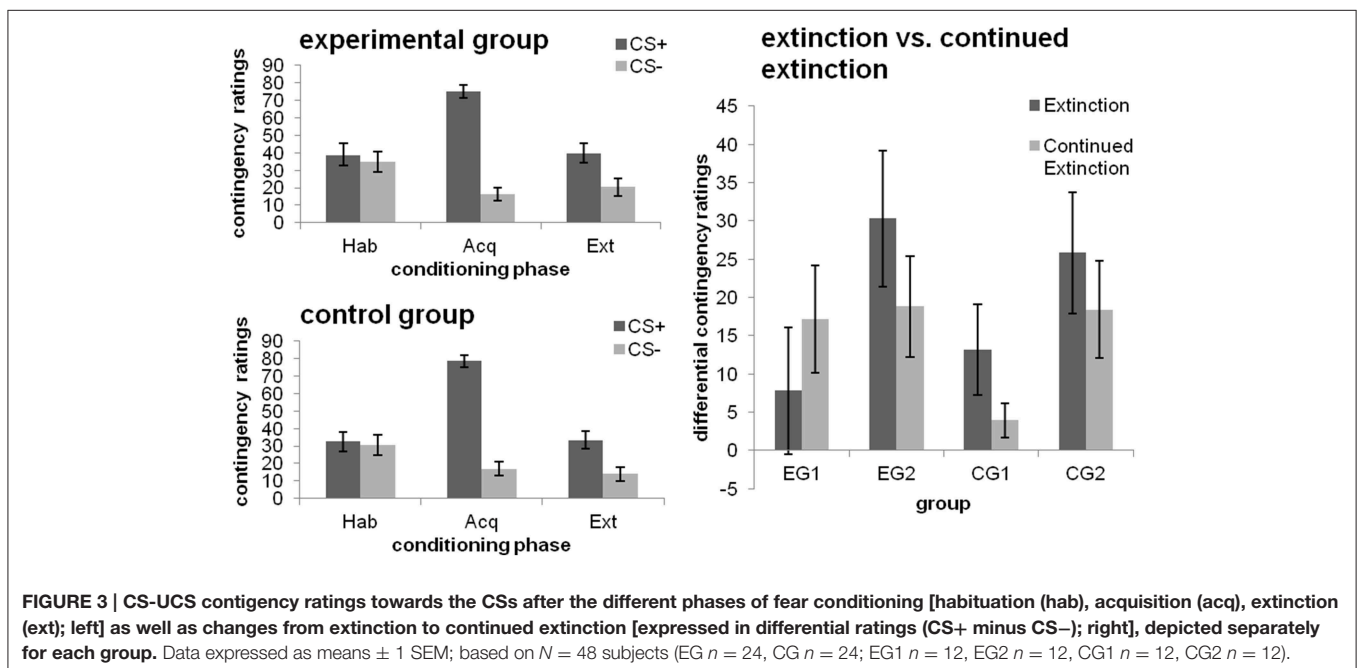 experimental group
CS+
CS-
contingency ratings
90
80
70
60
50
40
30
20
10
0
Hab
Acq
Ext
conditioning phase
control group
CS+
CS-
contingency ratings
90
80
70
60
50
40
30
20
10
0
Hab
Acq
Ext
conditioning phase
extinction vs. continued
extinction
Extinction
Continued
Extinction
differential contingency ratings
45
40
35
30
25
20
15
10
5
0
-5
EG1
EG2
CG1
CG2
group
FIGURE 3 | CS-UCS contigency ratings towards the CSs after the different phases of fear conditioning [habituation (hab), acquisition (acq), extinction
(ext); left] as well as changes from extinction to continued extinction [expressed in differential ratings (CS+ minus CS−); right], depicted separately
for each group. Data expressed as means ± 1 SEM; based on N = 48 subjects (EG n = 24, CG n = 24; EG1 n = 12, EG2 n = 12, CG1 n = 12, CG2 n = 12).